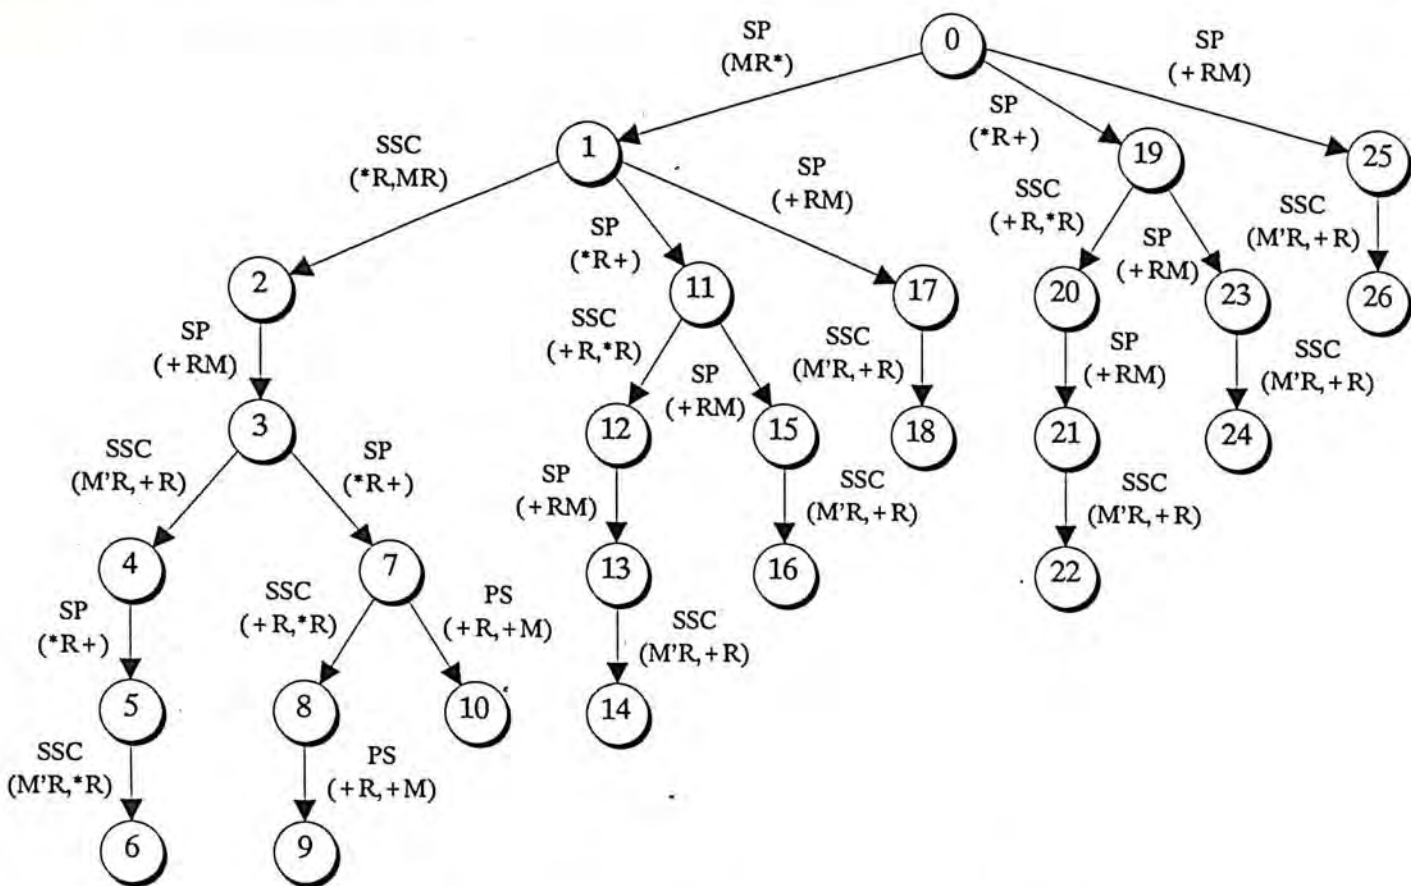 0
SP
(MR*)
SP
(*R+)
SP
(+RM)
1
19
25
SSC
(*R,MR)
SP
(*R+)
SP
(+RM)
SSC
(+R,*R)
SP
(+RM)
SSC
(M'R,+R)
2
11
17
20
23
26
SP
(+RM)
SSC
(+R,*R)
SP
(+RM)
SSC
(M'R,+R)
SP
(+RM)
SSC
(M'R,+R)
3
12
15
18
21
24
SSC
(M'R,+R)
SP
(*R+)
SP
(+RM)
SSC
(M'R,+R)
SSC
(M'R,+R)
4
7
13
16
22
SP
(*R+)
SSC
(+R,*R)
PS
(+R,+M)
SSC
(M'R,+R)
5
8
10
14
SSC
(M'R,*R)
PS
(+R,+M)
6
9